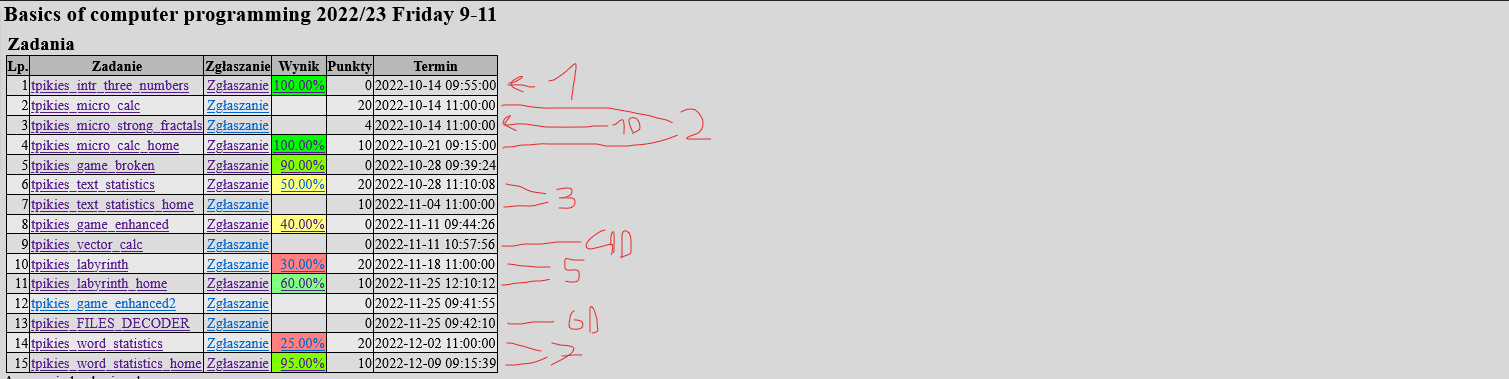 Basics of computer programming 2022/23 Friday 9-11
Zadania
Lp. Zadanie Zgłaszanie Wynik Punkty Termin
1 tpikies_intr_three_numbers Zgłaszanie 100.00% 0 2022-10-14 09:55:00 1
2 tpikies_micro_calc Zgłaszanie 20 2022-10-14 11:00:00
3 tpikies_micro_strong_fractals Zgłaszanie 4 2022-10-14 11:00:00 1D 2
4 tpikies_micro_calc_home Zgłaszanie 100.00% 10 2022-10-21 09:15:00
5 tpikies_game_broken Zgłaszanie 90.00% 0 2022-10-28 09:39:24
6 tpikies_text_statistics Zgłaszanie 50.00% 20 2022-10-28 11:10:08 3
7 tpikies_text_statistics_home Zgłaszanie 10 2022-11-04 11:00:00
8 tpikies_game_enhanced Zgłaszanie 40.00% 0 2022-11-11 09:44:26
9 tpikies_vector_calc Zgłaszanie 0 2022-11-11 10:57:56 4D
10 tpikies_labyrinth Zgłaszanie 30.00% 20 2022-11-18 11:00:00 5
11 tpikies_labyrinth_home Zgłaszanie 60.00% 10 2022-11-25 12:10:12
12 tpikies_game_enhanced2 Zgłaszanie 0 2022-11-25 09:41:55
13 tpikies_FILES_DECODER Zgłaszanie 0 2022-11-25 09:42:10 6D
14 tpikies_word_statistics Zgłaszanie 25.00% 20 2022-12-02 11:00:00 7
15 tpikies_word_statistics_home Zgłaszanie 95.00% 10 2022-12-09 09:15:39